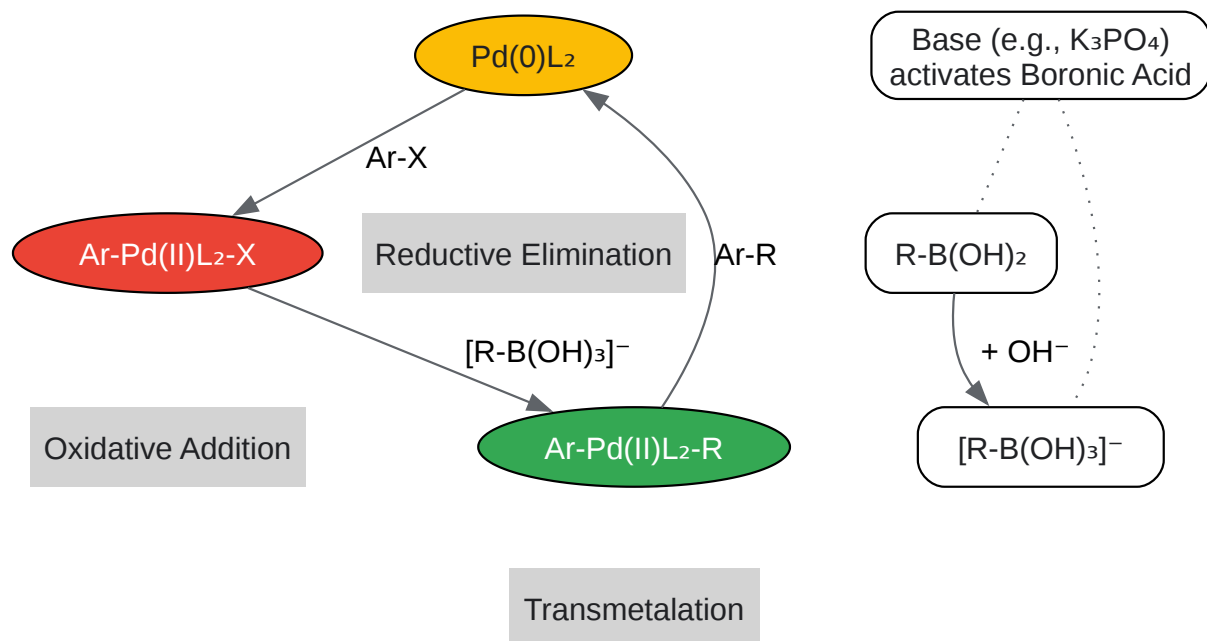 Pd(0)L₂
Base (e.g., K₃PO₄)
activates Boronic Acid
Ar-X
Ar-Pd(II)L₂-X
Reductive Elimination
Ar-R
R-B(OH)₂
[R-B(OH)₃]⁻
+ OH⁻
Oxidative Addition
Ar-Pd(II)L₂-R
[R-B(OH)₃]⁻
Transmetalation